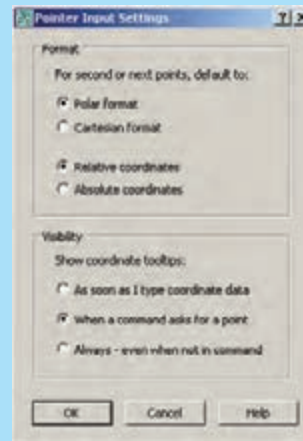 Pointer Input Settings
Format
For second or next points, default to:
Polar format
Cartesian format
Relative coordinates
Absolute coordinates
Visibility
Show coordinate tooltips:
As soon as I type coordinate data
When a command asks for a point
Always - even when not in command
OK Cancel Help